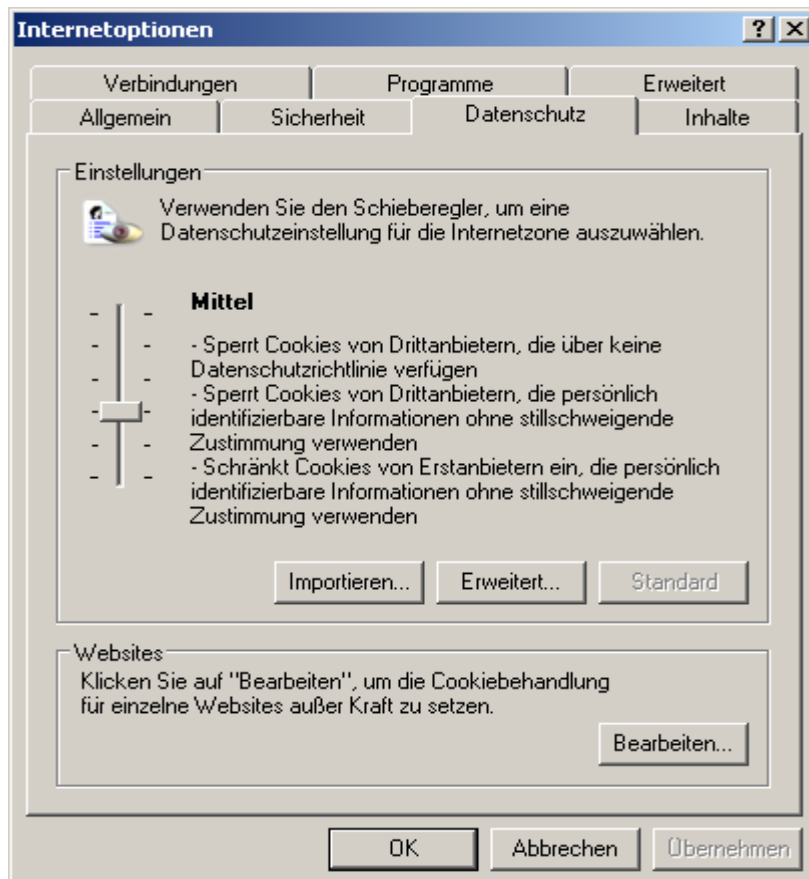 Internetoptionen
Verbindungen Programme Erweitert
Allgemein Sicherheit Datenschutz Inhalte
Einstellungen
Verwenden Sie den Schieberegler, um eine
Datenschutzeinstellung für die Internetzone auszuwählen.
Mittel
- Sperrt Cookies von Drittanbietern, die über keine
Datenschutzrichtlinie verfügen
- Sperrt Cookies von Drittanbietern, die persönlich
identifizierbare Informationen ohne stillschweigende
Zustimmung verwenden
- Schränkt Cookies von Erstanbietern ein, die persönlich
identifizierbare Informationen ohne stillschweigende
Zustimmung verwenden
Importieren... Erweitert... Standard
Websites
Klicken Sie auf "Bearbeiten", um die Cookiebehandlung
für einzelne Websites außer Kraft zu setzen.
Bearbeiten...
OK Abbrechen Übernehmen